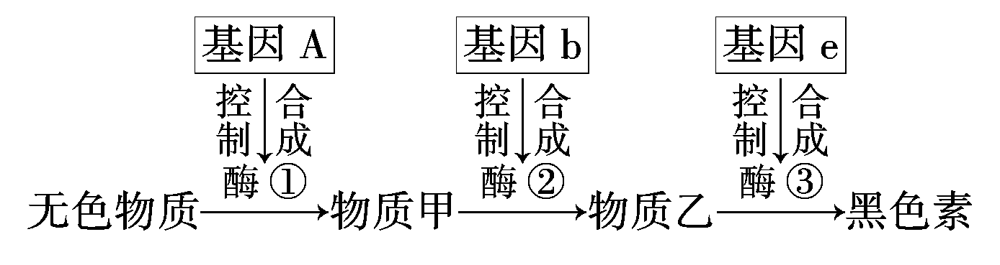 基因 A 基因 b 基因 e
控制 合成 控制 合成 控制 合成
酶① 酶② 酶③
无色物质 物质甲 物质乙 黑色素